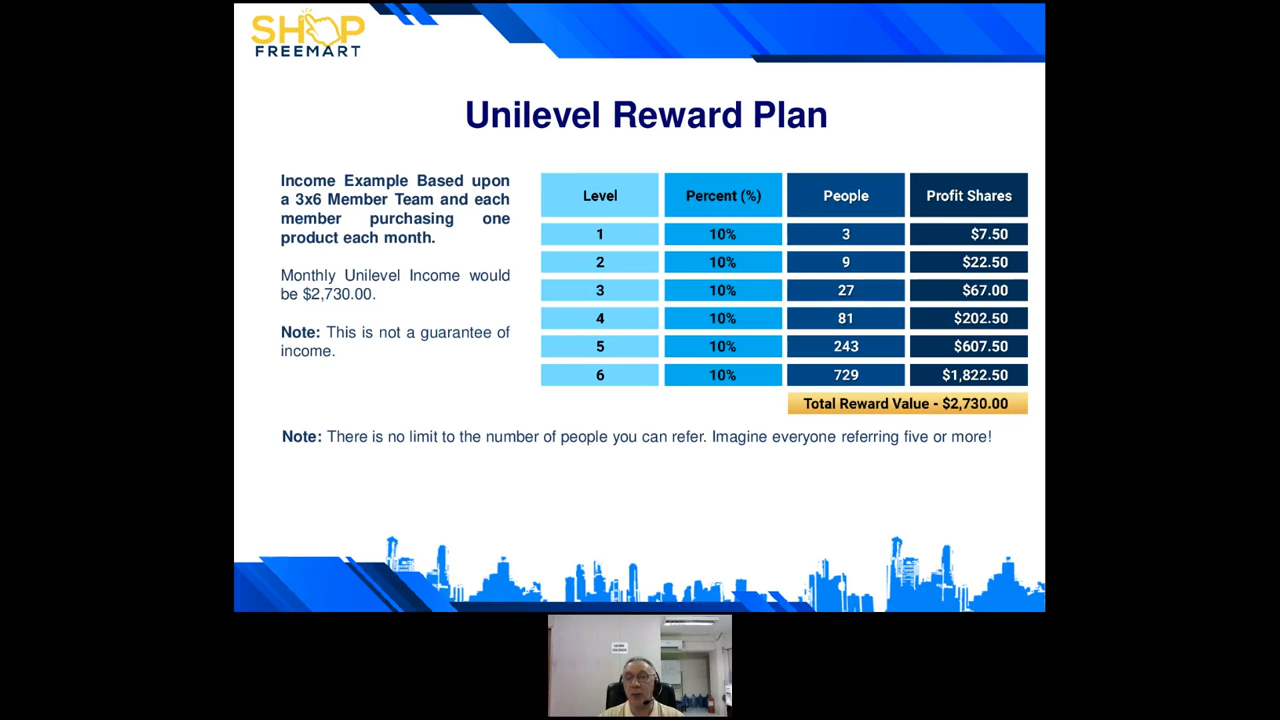 SHOP
FREEMART
Unilevel Reward Plan
Income Example Based upon
a 3x6 Member Team and each
member purchasing one
product each month.
Monthly Unilevel Income would
be $2,730.00.
Note: This is not a guarantee of
income.
Level Percent (%) People Profit Shares
1 10% 3 $7.50
2 10% 9 $22.50
3 10% 27 $67.00
4 10% 81 $202.50
5 10% 243 $607.50
6 10% 729 $1,822.50
Total Reward Value - $2,730.00
Note: There is no limit to the number of people you can refer. Imagine everyone referring five or more!